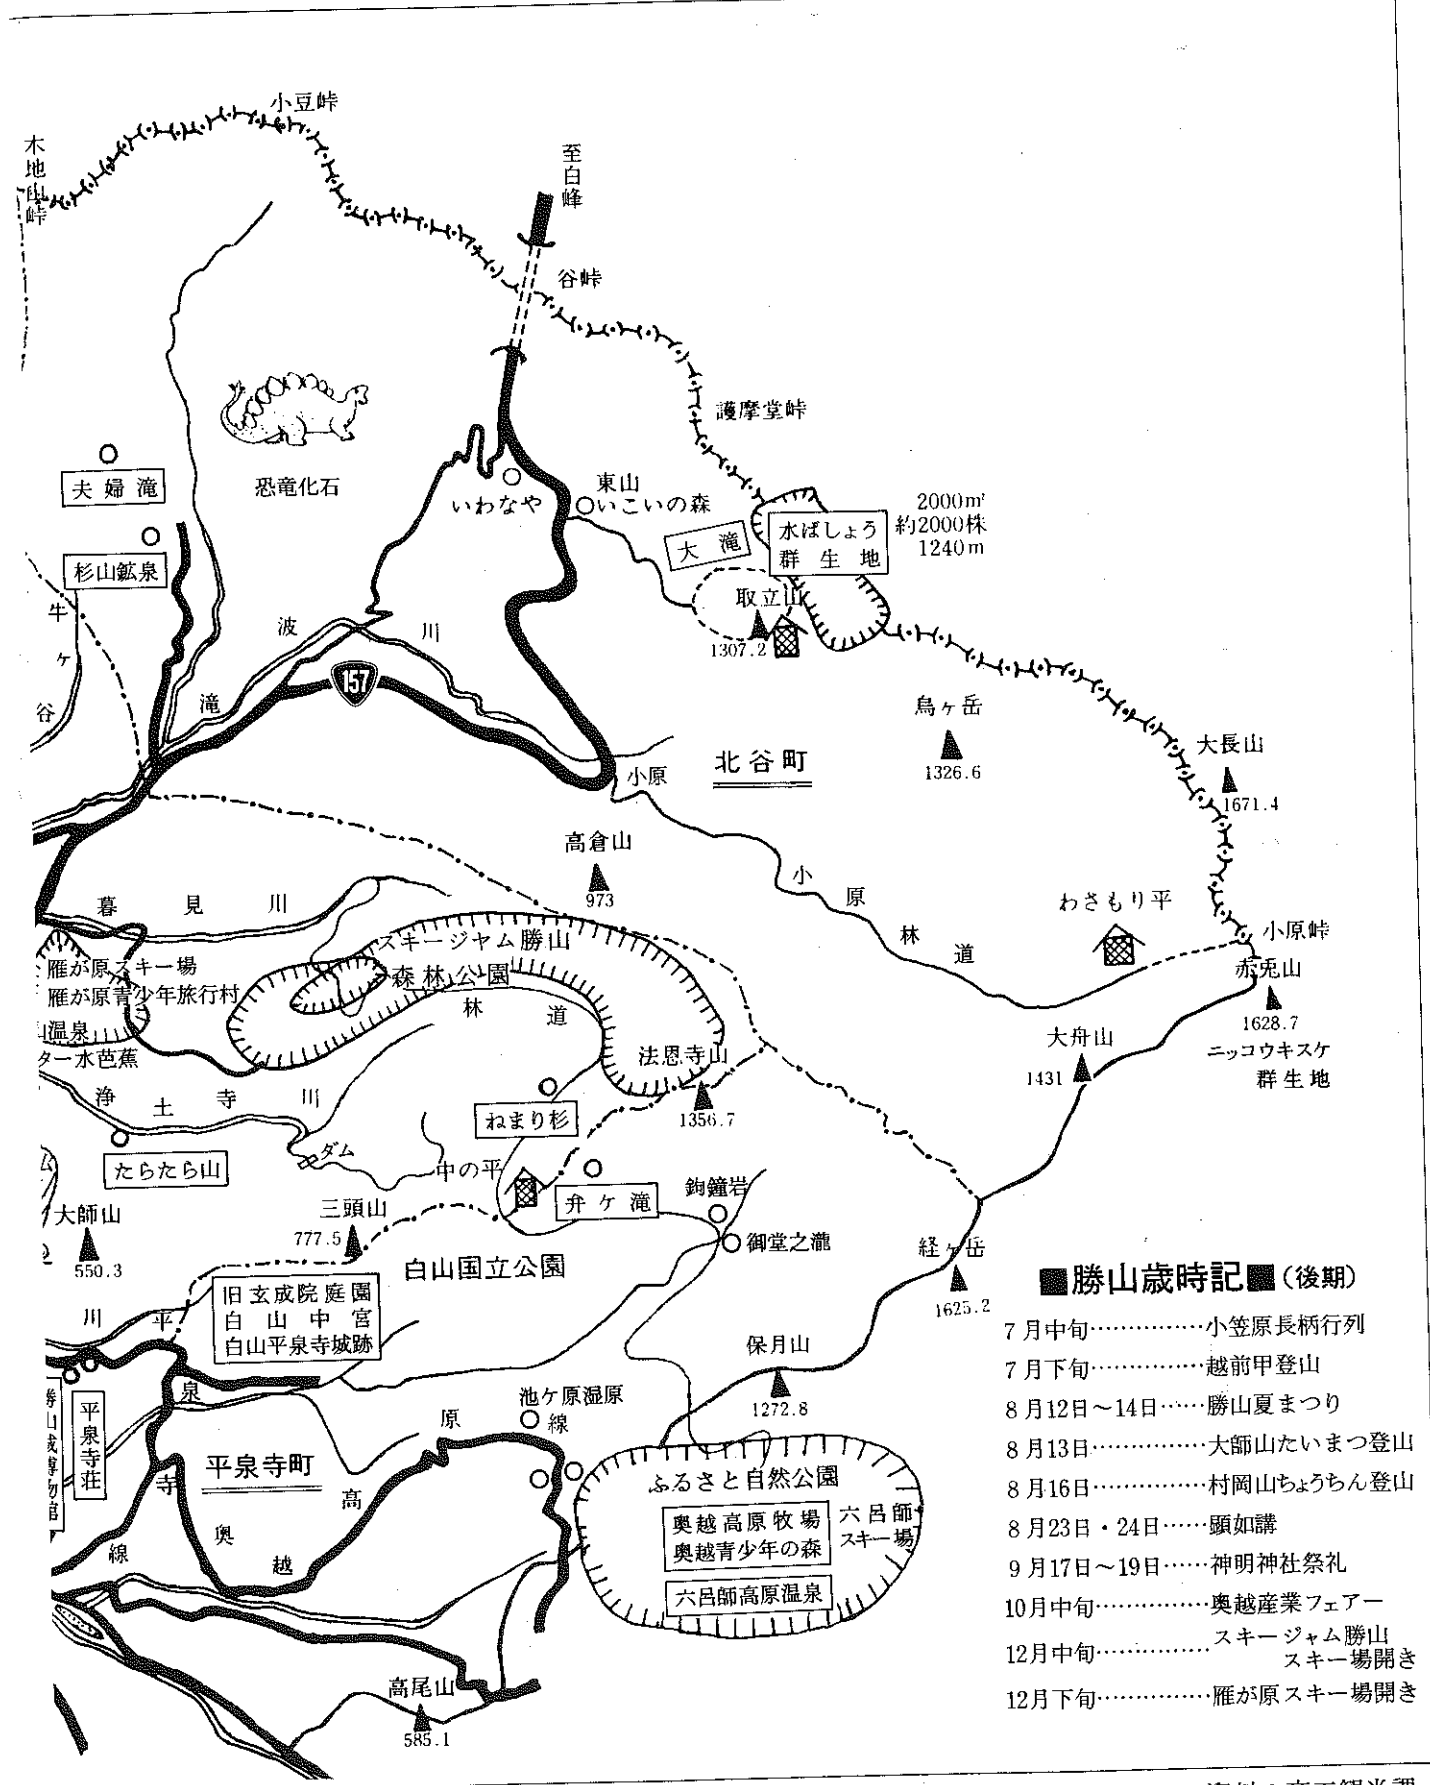 小豆峠
木地山峠
至白峰
谷峠
護摩堂峠
夫婦滝
恐竜化石
いわなや
東山
いこいの森
大滝
水ばしょう
群生地
2000㎡
約2000株
1240m
杉山鉱泉
取立山
1307.2
牛ヶ谷
滝波川
157
鳥ヶ岳
1326.6
大長山
1671.4
北谷町
小原
高倉山
973
小原林道
わさもり平
小原峠
赤兎山
1628.7
ニッコウキスケ
群生地
暮見川
スキージャム勝山
森林公園
雁が原スキー場
雁が原青少年旅行村
山温泉
ター水芭蕉
林道
法恩寺山
1356.7
大舟山
1431
浄土寺川
ダム
ねまり杉
たらたら山
中の平
弁ヶ滝
鉤鐘岩
御堂之瀧
大師山
550.3
三頭山
777.5
白山国立公園
経ヶ岳
1625.2
旧玄成院庭園
白山中宮
白山平泉寺城跡
川
平泉寺線
保月山
1272.8
池ケ原湿原
勝山城博物館
平泉寺荘
平泉寺町
奥越高原線
ふるさと自然公園
奥越高原牧場
奥越青少年の森
六呂師
スキー場
六呂師高原温泉
高尾山
585.1
■勝山歳時記■(後期)
7月中旬……………小笠原長柄行列
7月下旬……………越前甲登山
8月12日〜14日……勝山夏まつり
8月13日……………大師山たいまつ登山
8月16日……………村岡山ちょうちん登山
8月23日・24日……顕如講
9月17日〜19日……神明神社祭礼
10月中旬……………奥越産業フェアー
12月中旬……………スキージャム勝山
スキー場開き
12月下旬……………雁が原スキー場開き